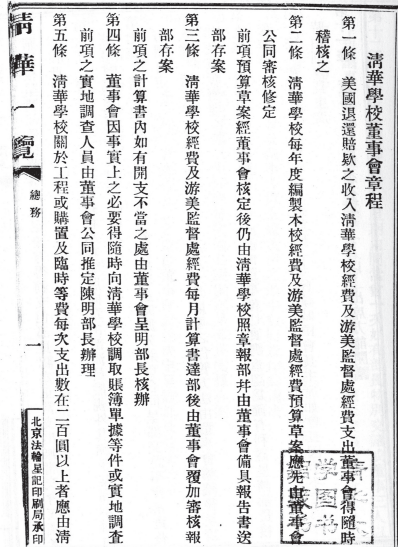 清華學校董事會章程
第一條　美國退還賠欵之收入清華學校經費及游美監督處經費支出董事會得隨時
稽核之
第二條　清華學校每年度編製本校經費及游美監督處經費預算草案應先由董事會
公同審核修定
前項預算草案經董事會核定後仍由清華學校照章報部并由董事會備具報告書送
部存案
第三條　清華學校經費及游美監督處經費每月計算書達部後由董事會覆加審核報
部存案
前項之計算書內如有開支不當之處由董事會呈明部長核辦
第四條　董事會因事實上之必要得隨時向清華學校調取賬簿單據等件或實地調查
前項之實地調查人員由董事會公同推定陳明部長辦理
第五條　清華學校關於工程或購置及臨時等費每次支出數在二百圓以上者應由清
清華一覽
總務
一
北京法輪星記印刷局承印